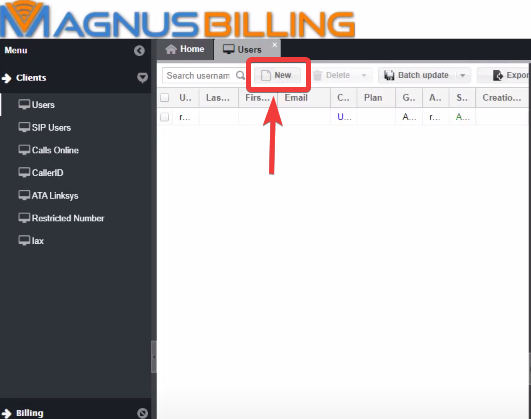 MAGNUSBILLING
Menu
Home
Users
Clients
Search usernam
New
Delete
Batch update
Expor
U...
Las...
Firs...
Email
C...
Plan
G...
A...
S...
Creatio...
r...
U...
A...
r...
A...
Users
SIP Users
Calls Online
CallerID
ATA Linksys
Restricted Number
Iax
Billing